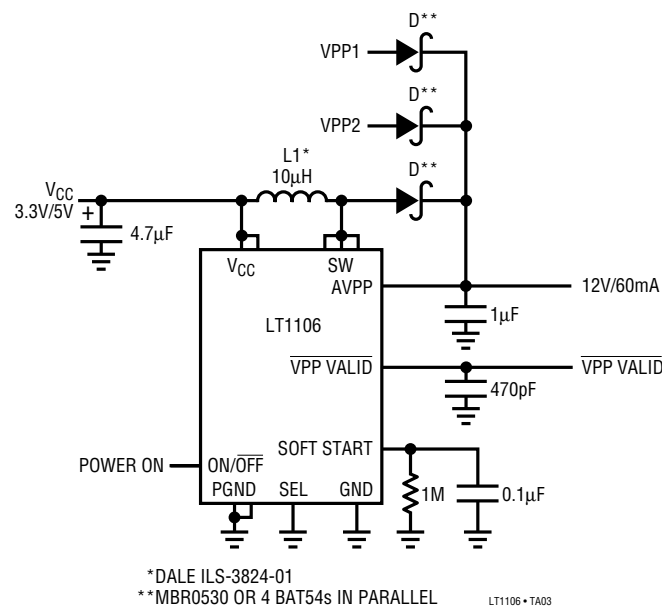 D**
VPP1
D**
VPP2
L1*
10µH
D**
VCC
3.3V/5V
+
4.7µF
VCC
SW
AVPP
12V/60mA
1µF
LT1106
VPP VALID
VPP VALID
470pF
SOFT START
POWER ON
ON/OFF
1M
0.1µF
PGND
SEL
GND
*DALE ILS-3824-01
**MBR0530 OR 4 BAT54s IN PARALLEL
LT1106 • TA03